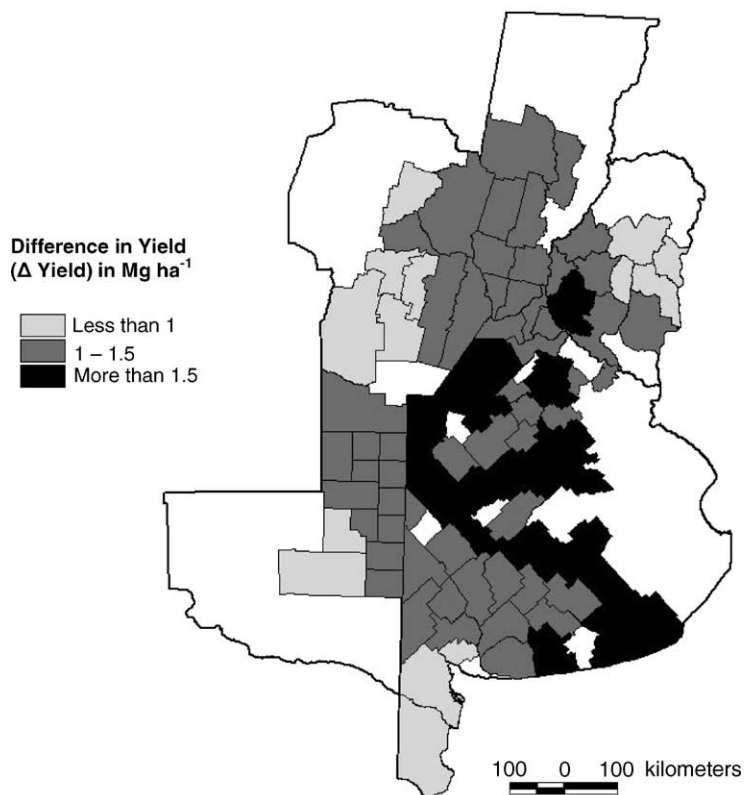 Difference in Yield
(Δ Yield) in Mg ha⁻¹
Less than 1
1 – 1.5
More than 1.5
100 0 100 kilometers